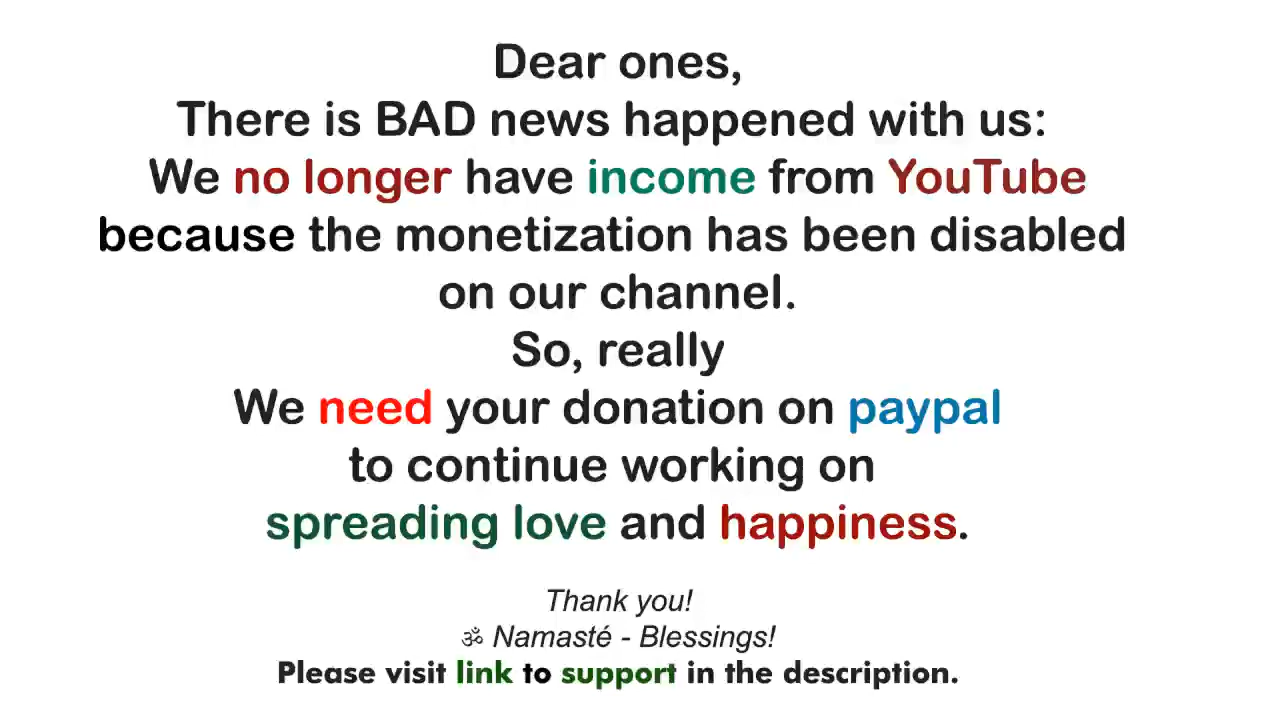 Dear ones,
There is BAD news happened with us:
We no longer have income from YouTube
because the monetization has been disabled
on our channel.
So, really
We need your donation on paypal
to continue working on
spreading love and happiness.
Thank you!
ॐ Namasté - Blessings!
Please visit link to support in the description.